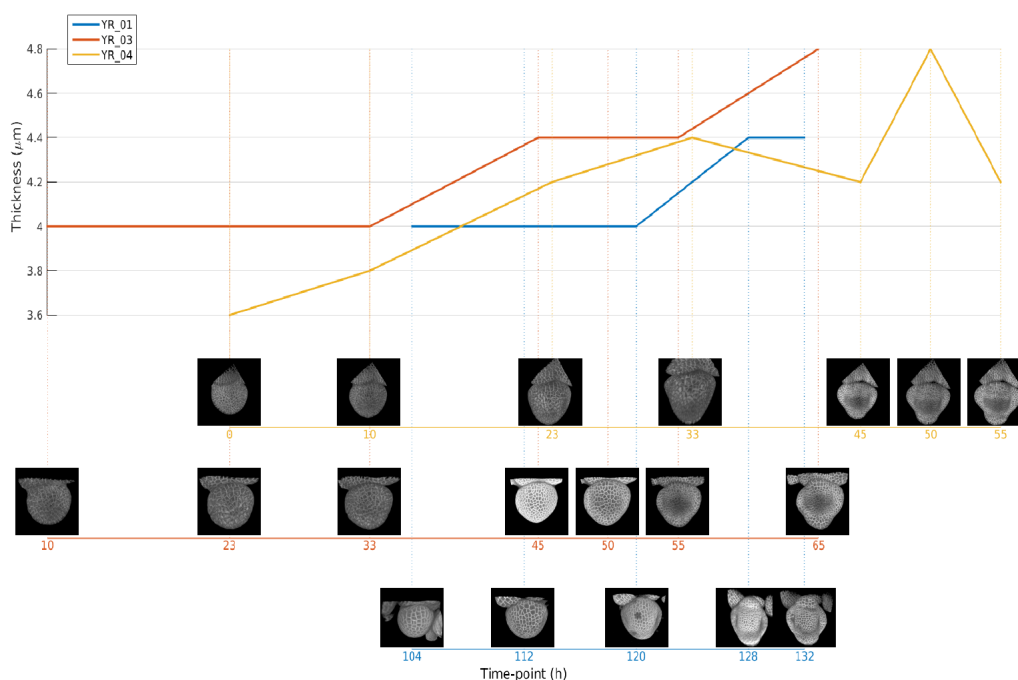 YR_01
YR_03
YR_04
Thickness (μm)
4.8
4.6
4.4
4.2
4
3.8
3.6
0 10 23 33 45 50 55
10 23 33 45 50 55 65
104 112 120 128 132
Time-point (h)